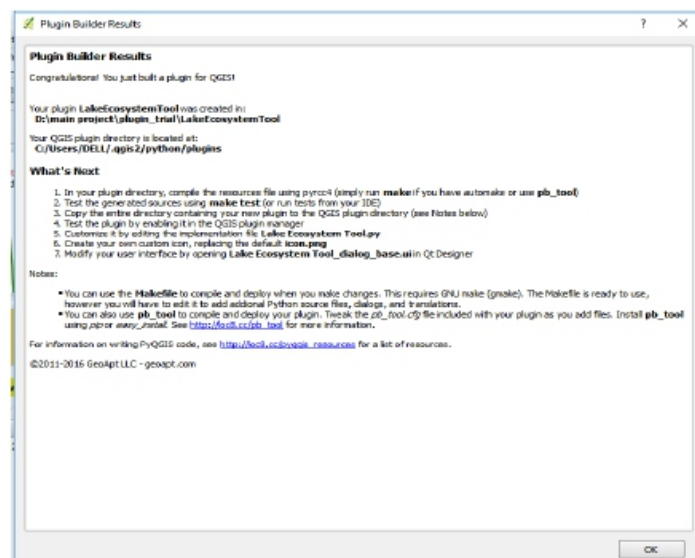 Plugin Builder Results
Plugin Builder Results
Congratulations! You just built a plugin for QGIS!
Your plugin LakeEcosystemTool was created in:
D:\main project\plugin_trial\LakeEcosystemTool
Your QGIS plugin directory is located at:
C:/Users/DELL/.qgis2/python/plugins
What's Next
1. In your plugin directory, compile the resources file using pyrcc4 (simply run make if you have automake or use pb_tool)
2. Test the generated sources using make test (or run tests from your IDE)
3. Copy the entire directory containing your new plugin to the QGIS plugin directory (see Notes below)
4. Test the plugin by enabling it in the QGIS plugin manager
5. Customize it by editing the implementation file Lake Ecosystem Tool.py
6. Create your own custom icon, replacing the default icon.png
7. Modify your user interface by opening Lake Ecosystem Tool_dialog_base.ui in Qt Designer
Notes:
▪ You can use the Makefile to compile and deploy when you make changes. This requires GNU make (gmake). The Makefile is ready to use,
however you will have to edit it to add addional Python source files, dialogs, and translations.
▪ You can also use pb_tool to compile and deploy your plugin. Tweak the pb_tool.cfg file included with your plugin as you add files. Install pb_tool
using pip or easy_install. See http://loc8.cc/pb_tool for more information.
For information on writing PyQGIS code, see http://loc8.cc/pyqgis_resources for a list of resources.
©2011-2016 GeoApt LLC - geoapt.com
OK